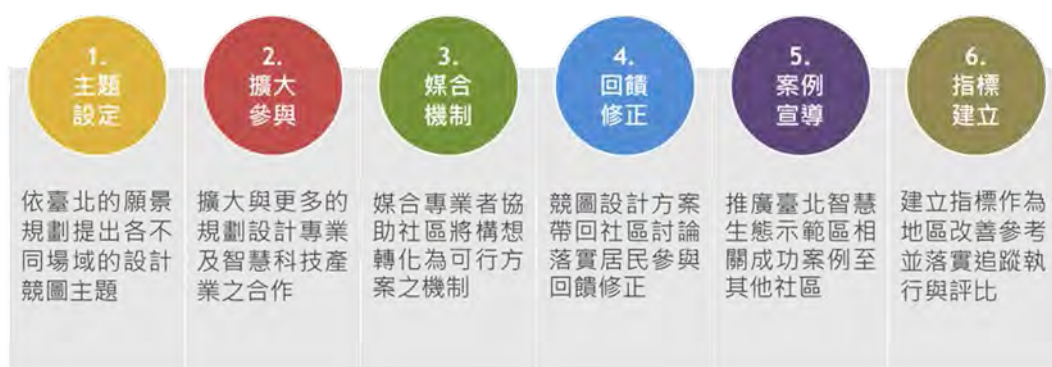 1.
主題
設定
依臺北的願景
規劃提出各不
同場域的設計
競圖主題
2.
擴大
參與
擴大與更多的
規劃設計專業
及智慧科技產
業之合作
3.
媒合
機制
媒合專業者協
助社區將構想
轉化為可行方
案之機制
4.
回饋
修正
競圖設計方案
帶回社區討論
落實居民參與
回饋修正
5.
案例
宣導
推廣臺北智慧
生態示範區相
關成功案例至
其他社區
6.
指標
建立
建立指標作為
地區改善參考
並落實追蹤執
行與評比